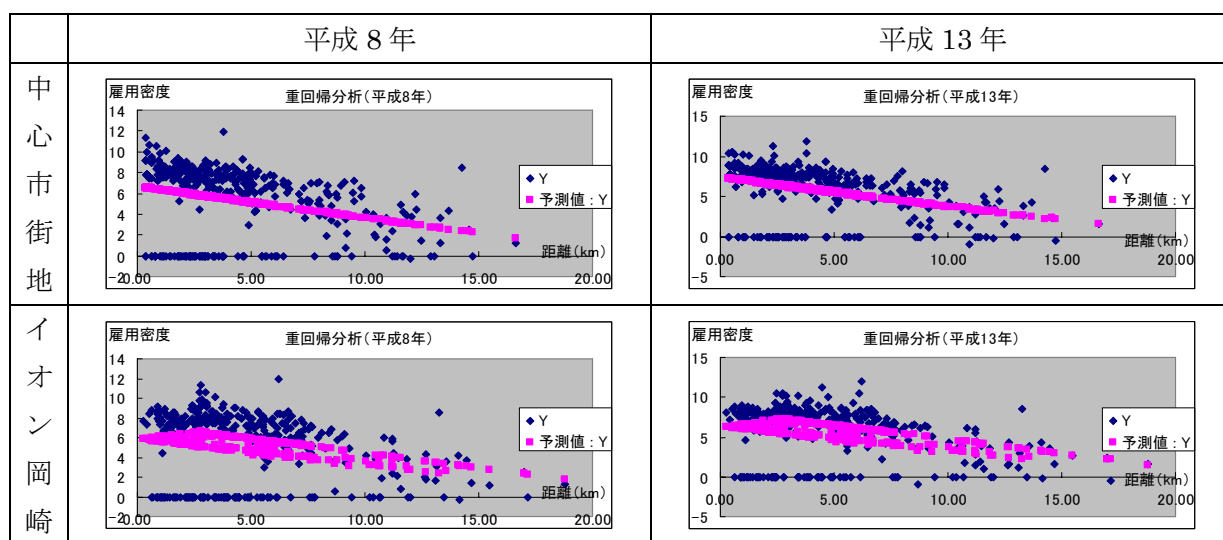 平成 8 年
平成 13 年
中心市街地
雇用密度
重回帰分析(平成8年)
14
12
10
8
6
4
2
0
-2
0.00
5.00
10.00
15.00
20.00
距離(km)
Y
予測値:Y
雇用密度
重回帰分析(平成13年)
15
10
5
0
-5
0.00
5.00
10.00
15.00
20.00
距離(km)
Y
予測値:Y
イオン岡崎
雇用密度
重回帰分析(平成8年)
14
12
10
8
6
4
2
0
-2
0.00
5.00
10.00
15.00
20.00
距離(km)
Y
予測値:Y
雇用密度
重回帰分析(平成13年)
15
10
5
0
-5
0.00
5.00
10.00
15.00
20.00
距離(km)
Y
予測値:Y